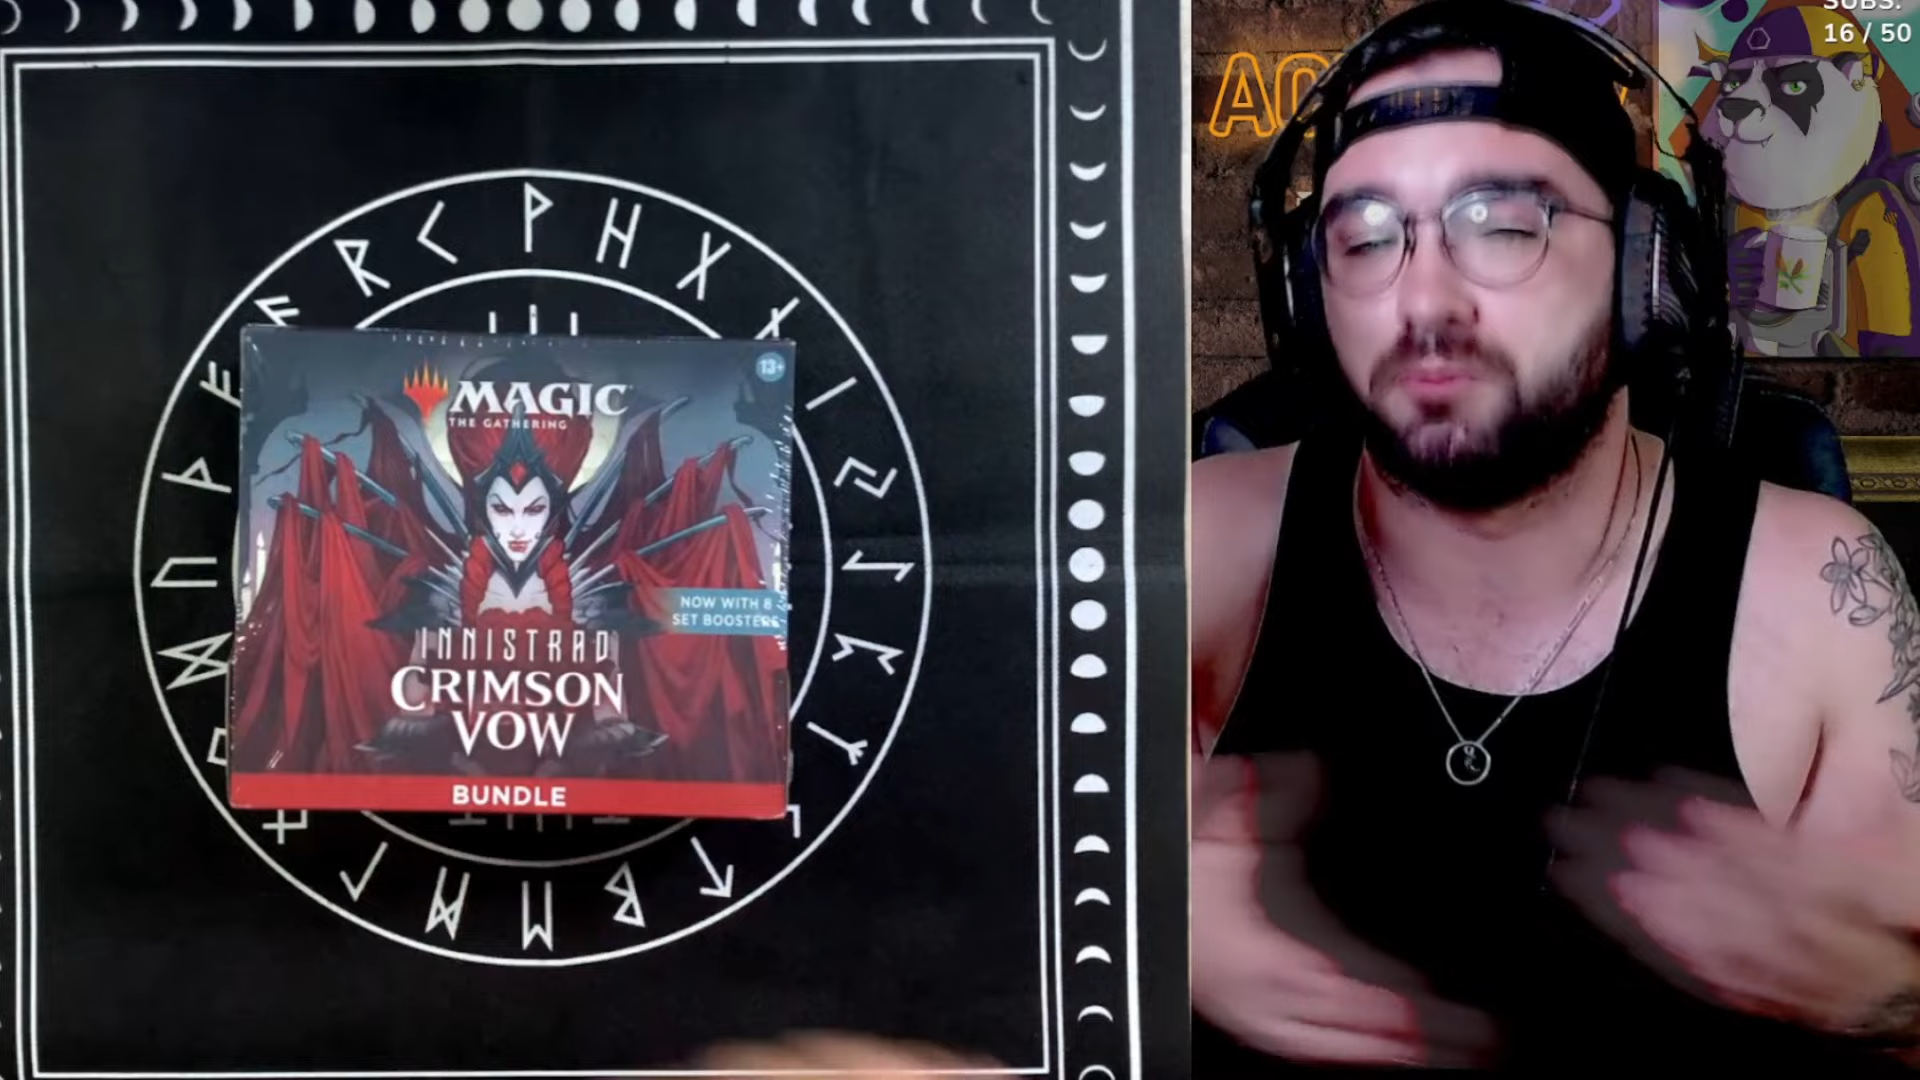 SUBS:
16 / 50
13+
MAGIC
THE GATHERING
NOW WITH 8
SET BOOSTERS
INNISTRAD
CRIMSON
VOW
BUNDLE